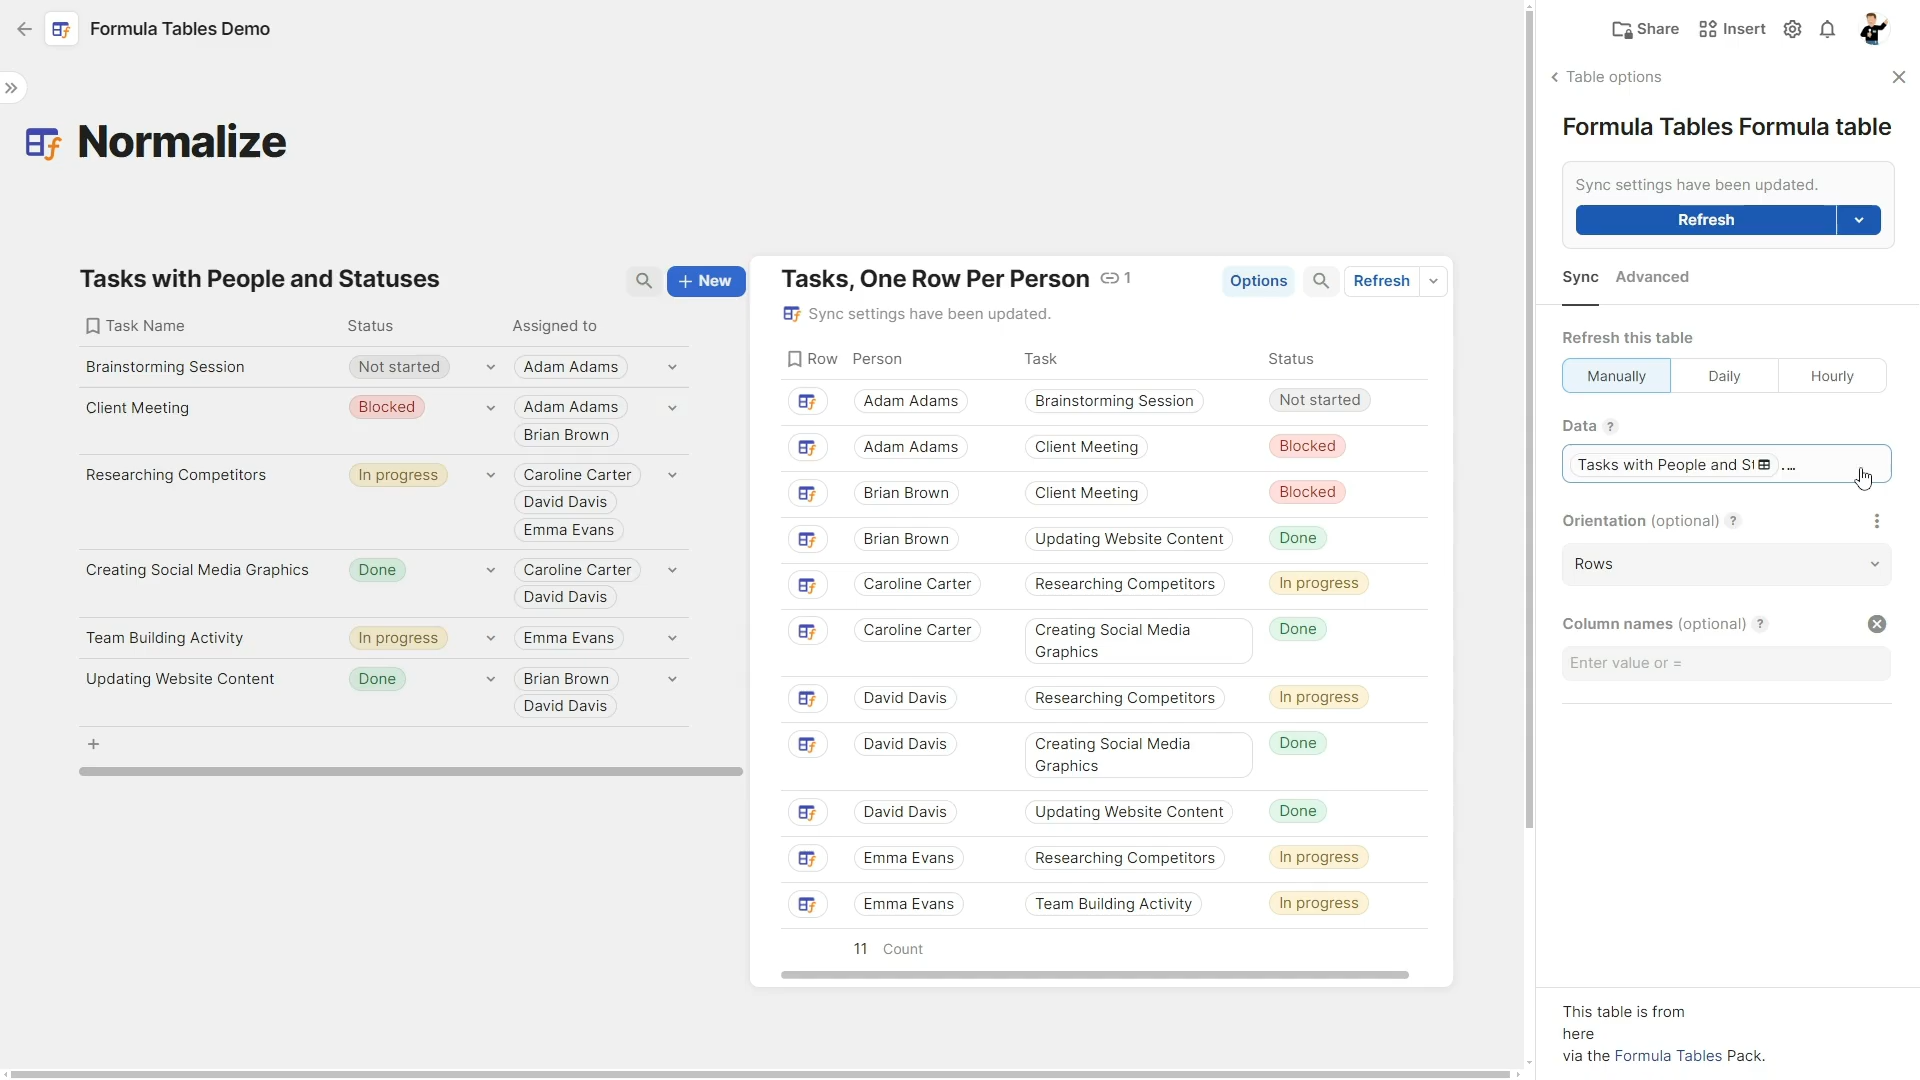 Formula Tables Demo
Share
Insert
Table options
Normalize
Formula Tables Formula table
Sync settings have been updated.
Refresh
Sync
Advanced
Refresh this table
Manually
Daily
Hourly
Data ?
Tasks with People and St
....
Orientation (optional) ?
Rows
Column names (optional) ?
Enter value or =
This table is from
here
via the Formula Tables Pack.
Tasks with People and Statuses
+ New
Task Name Status Assigned to
Brainstorming Session Not started Adam Adams
Client Meeting Blocked Adam Adams
Brian Brown
Researching Competitors In progress Caroline Carter
David Davis
Emma Evans
Creating Social Media Graphics Done Caroline Carter
David Davis
Team Building Activity In progress Emma Evans
Updating Website Content Done Brian Brown
David Davis
+
Tasks, One Row Per Person 1
Options
Refresh
Sync settings have been updated.
Row Person Task Status
Adam Adams Brainstorming Session Not started
Adam Adams Client Meeting Blocked
Brian Brown Client Meeting Blocked
Brian Brown Updating Website Content Done
Caroline Carter Researching Competitors In progress
Caroline Carter Creating Social Media Done
Graphics
David Davis Researching Competitors In progress
David Davis Creating Social Media Done
Graphics
David Davis Updating Website Content Done
Emma Evans Researching Competitors In progress
Emma Evans Team Building Activity In progress
11 Count